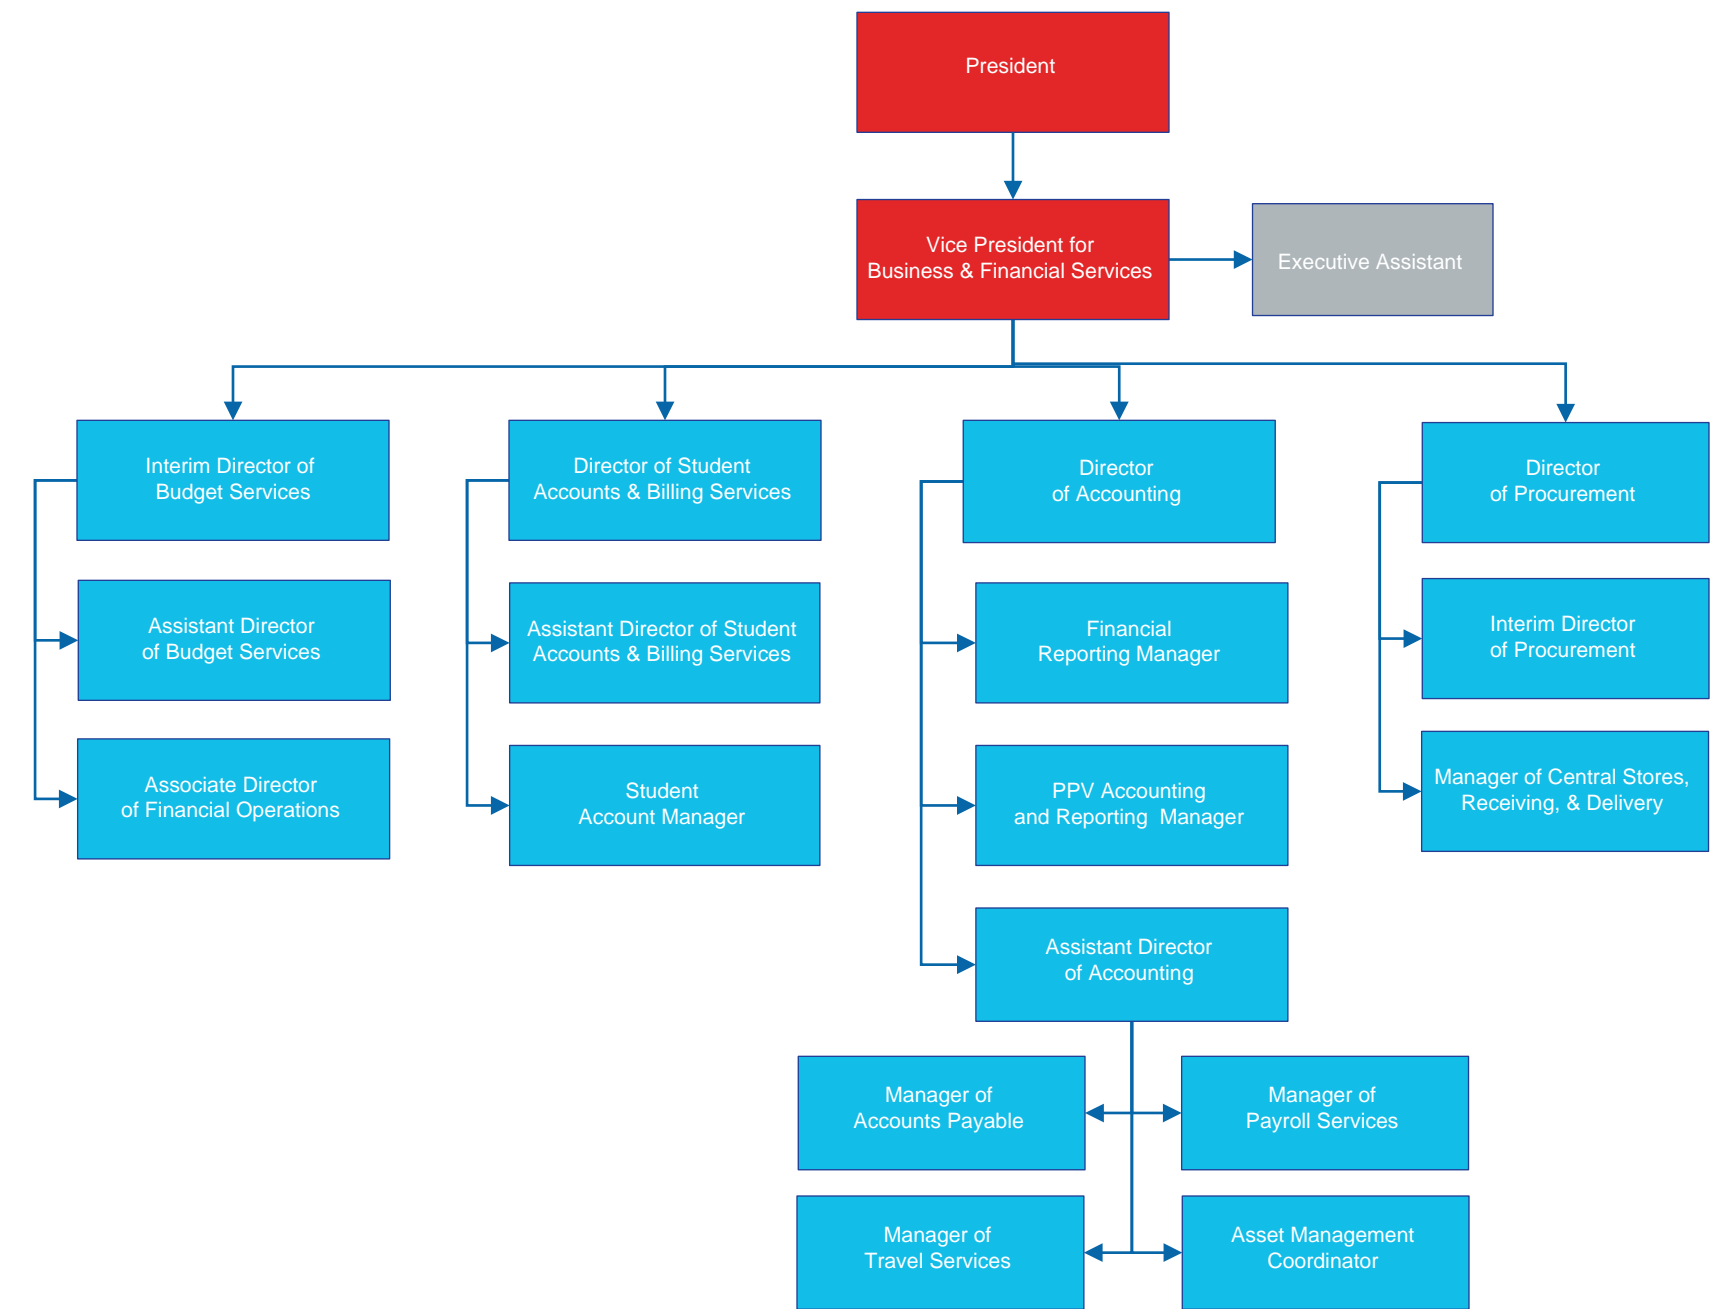 President
Vice President for
Business & Financial Services
Executive Assistant
Interim Director of
Budget Services
Director of Student
Accounts & Billing Services
Director
of Accounting
Director
of Procurement
Assistant Director
of Budget Services
Assistant Director of Student
Accounts & Billing Services
Financial
Reporting Manager
Interim Director
of Procurement
Associate Director
of Financial Operations
Student
Account Manager
PPV Accounting
and Reporting  Manager
Manager of Central Stores,
Receiving, & Delivery
Assistant Director
of Accounting
Manager of
Accounts Payable
Manager of
Payroll Services
Manager of
Travel Services
Asset Management
Coordinator